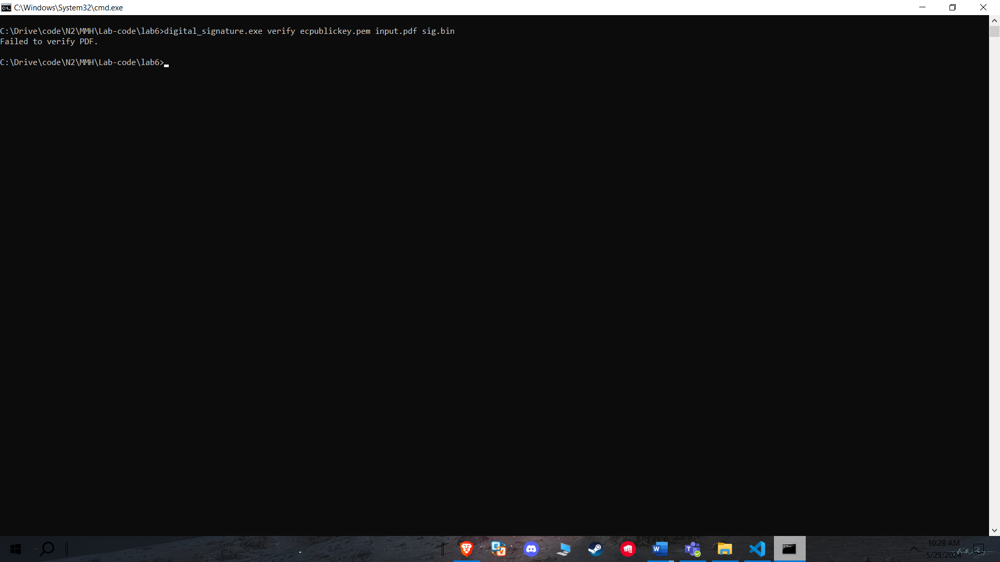 C:\Windows\System32\cmd.exe
C:\Drive\code\N2\MMH\Lab-code\lab6>digital_signature.exe verify ecpublickey.pem input.pdf sig.bin
Failed to verify PDF.
C:\Drive\code\N2\MMH\Lab-code\lab6>
10:28 AM
5/29/2024